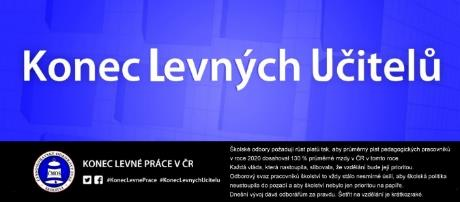 Konec Levných Učitelů
KONEC LEVNÉ PRÁCE V ČR
#KonecLevnePrace #KonecLevnychUcitelu
Školské odbory požadují růst platů tak, aby průměrný plat pedagogických pracovníků
v roce 2020 dosahoval 130 % průměrné mzdy v ČR v tomto roce
Každá vláda, která nastoupila, slibovala, že vzdělání bude její prioritou.
Odborový svaz pracovníků školství to vždy stálo nesmírné úsilí, aby školská politika
neustoupila do pozadí a aby školství nebylo jen prioritou na papíře.
Dnešní vývoj dává odborářům za pravdu. Šetřit na vzdělání je krátkozraké.